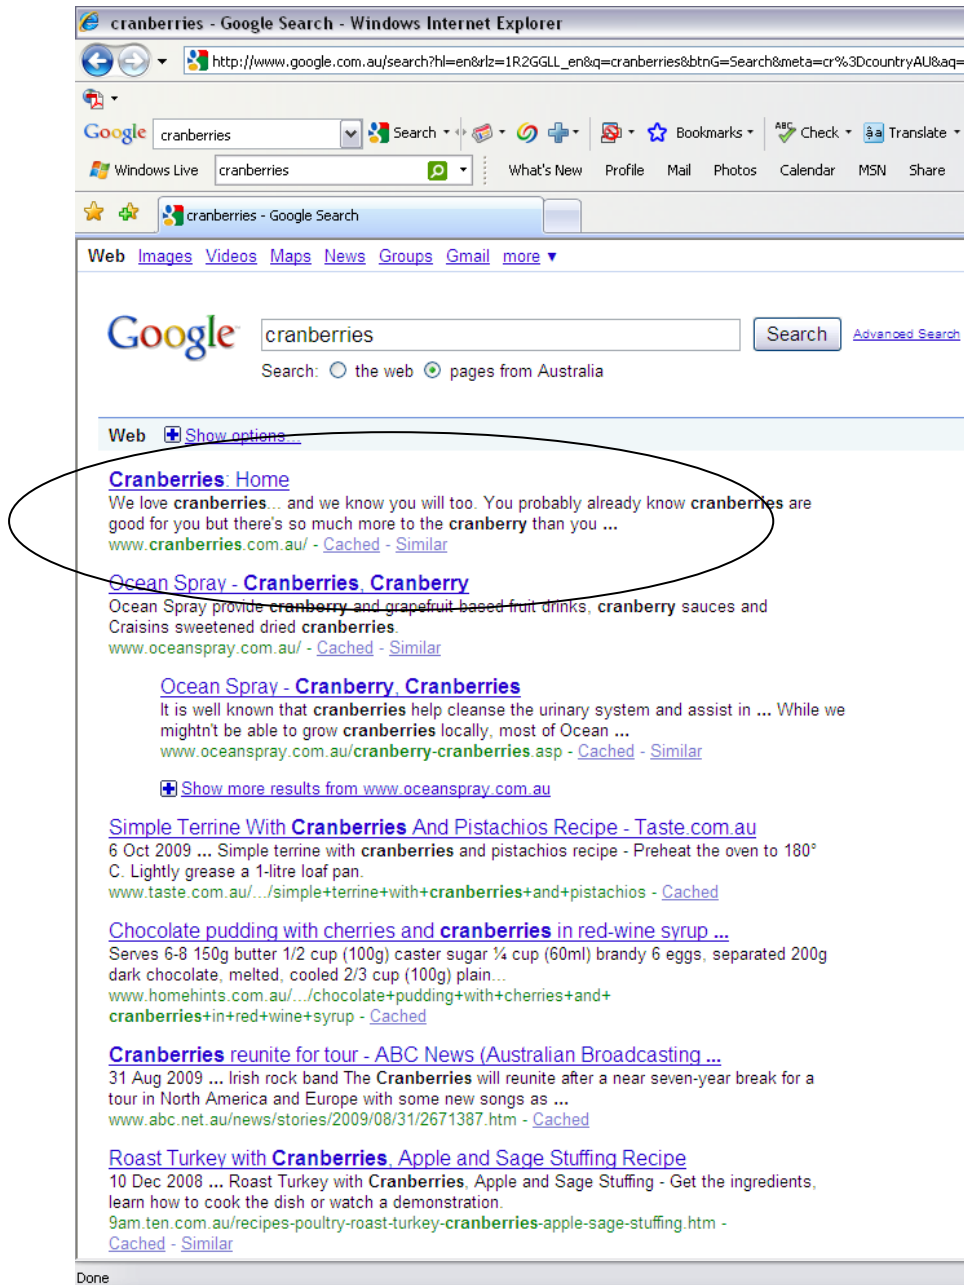 cranberries - Google Search - Windows Internet Explorer
http://www.google.com.au/search?hl=en&rlz=1R2GGLL_en&q=cranberries&btnG=Search&meta=cr%3DcountryAU&aq=
Google cranberries Search Bookmarks ABC Check âa Translate
Windows Live cranberries What's New Profile Mail Photos Calendar MSN Share
cranberries - Google Search
Web Images Videos Maps News Groups Gmail more ▼
Google cranberries Search Advanced Search
Search: the web pages from Australia
Web Show options...
Cranberries: Home
We love cranberries... and we know you will too. You probably already know cranberries are
good for you but there's so much more to the cranberry than you ...
www.cranberries.com.au/ - Cached - Similar
Ocean Spray - Cranberries, Cranberry
Ocean Spray provide cranberry and grapefruit based fruit drinks, cranberry sauces and
Craisins sweetened dried cranberries.
www.oceanspray.com.au/ - Cached - Similar
Ocean Spray - Cranberry, Cranberries
It is well known that cranberries help cleanse the urinary system and assist in ... While we
mightn't be able to grow cranberries locally, most of Ocean ...
www.oceanspray.com.au/cranberry-cranberries.asp - Cached - Similar
Show more results from www.oceanspray.com.au
Simple Terrine With Cranberries And Pistachios Recipe - Taste.com.au
6 Oct 2009 ... Simple terrine with cranberries and pistachios recipe - Preheat the oven to 180°
C. Lightly grease a 1-litre loaf pan.
www.taste.com.au/.../simple+terrine+with+cranberries+and+pistachios - Cached
Chocolate pudding with cherries and cranberries in red-wine syrup ...
Serves 6-8 150g butter 1/2 cup (100g) caster sugar ¼ cup (60ml) brandy 6 eggs, separated 200g
dark chocolate, melted, cooled 2/3 cup (100g) plain...
www.homehints.com.au/.../chocolate+pudding+with+cherries+and+
cranberries+in+red+wine+syrup - Cached
Cranberries reunite for tour - ABC News (Australian Broadcasting ...
31 Aug 2009 ... Irish rock band The Cranberries will reunite after a near seven-year break for a
tour in North America and Europe with some new songs as ...
www.abc.net.au/news/stories/2009/08/31/2671387.htm - Cached
Roast Turkey with Cranberries, Apple and Sage Stuffing Recipe
10 Dec 2008 ... Roast Turkey with Cranberries, Apple and Sage Stuffing - Get the ingredients,
learn how to cook the dish or watch a demonstration.
9am.ten.com.au/recipes-poultry-roast-turkey-cranberries-apple-sage-stuffing.htm -
Cached - Similar
Done